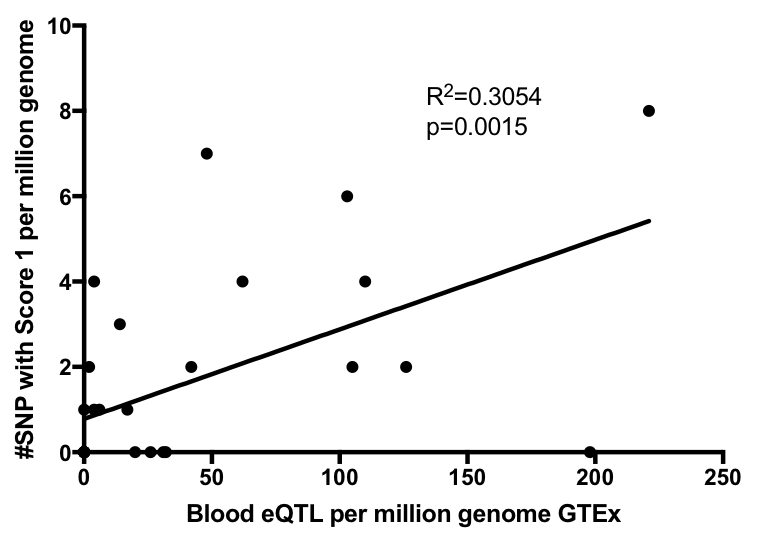 #SNP with Score 1 per million genome
10
8
6
4
2
0
R²=0.3054
p=0.0015
0 50 100 150 200 250
Blood eQTL per million genome GTEx